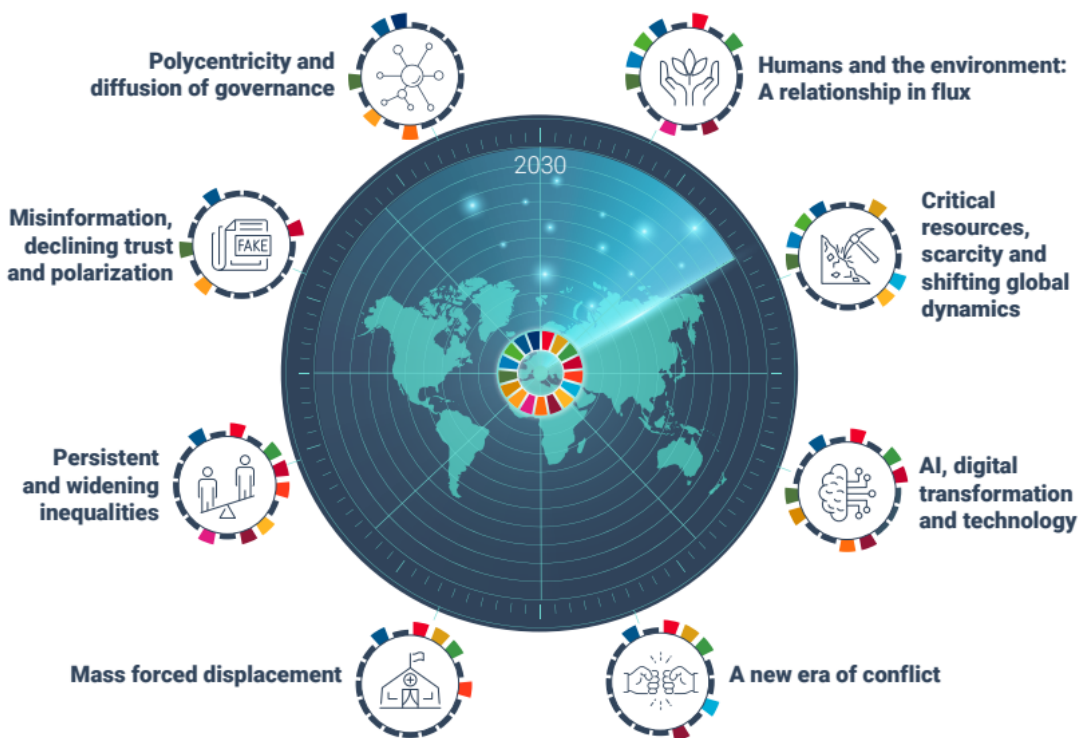 Polycentricity and
diffusion of governance
Humans and the environment:
A relationship in flux
2030
Misinformation,
declining trust
and polarization
FAKE
Critical
resources,
scarcity and
shifting global
dynamics
Persistent
and widening
inequalities
AI, digital
transformation
and technology
Mass forced displacement
A new era of conflict